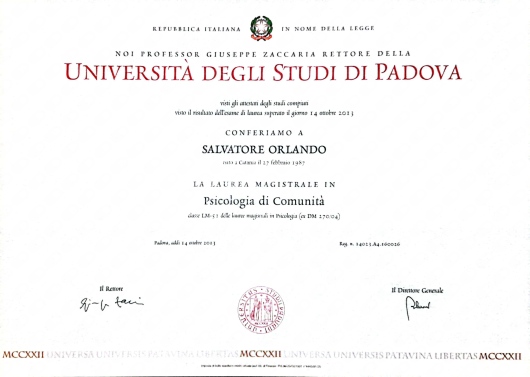 REPUBBLICA ITALIANA IN NOME DELLA LEGGE
NOI PROFESSOR GIUSEPPE ZACCARIA RETTORE DELLA
UNIVERSITÀ DEGLI STUDI DI PADOVA
visti gli attestati degli studi compiuti
visto il risultato dell'esame di laurea superato il giorno 14 ottobre 2013
CONFERIAMO A
SALVATORE ORLANDO
nato a Catania il 27 febbraio 1987
LA LAUREA MAGISTRALE IN
Psicologia di Comunità
classe LM-51 delle lauree magistrali in Psicologia (ex DM 270/04)
Padova, addì 14 ottobre 2013 Reg. n. 14023.A4.160026
Il Rettore Il Direttore Generale
MCCXXII UNIVERSA UNIVERSIS PATAVINA LIBERTAS MCCXXII UNIVERSA UNIVERSIS PATAVINA LIBERTAS MCCXXII